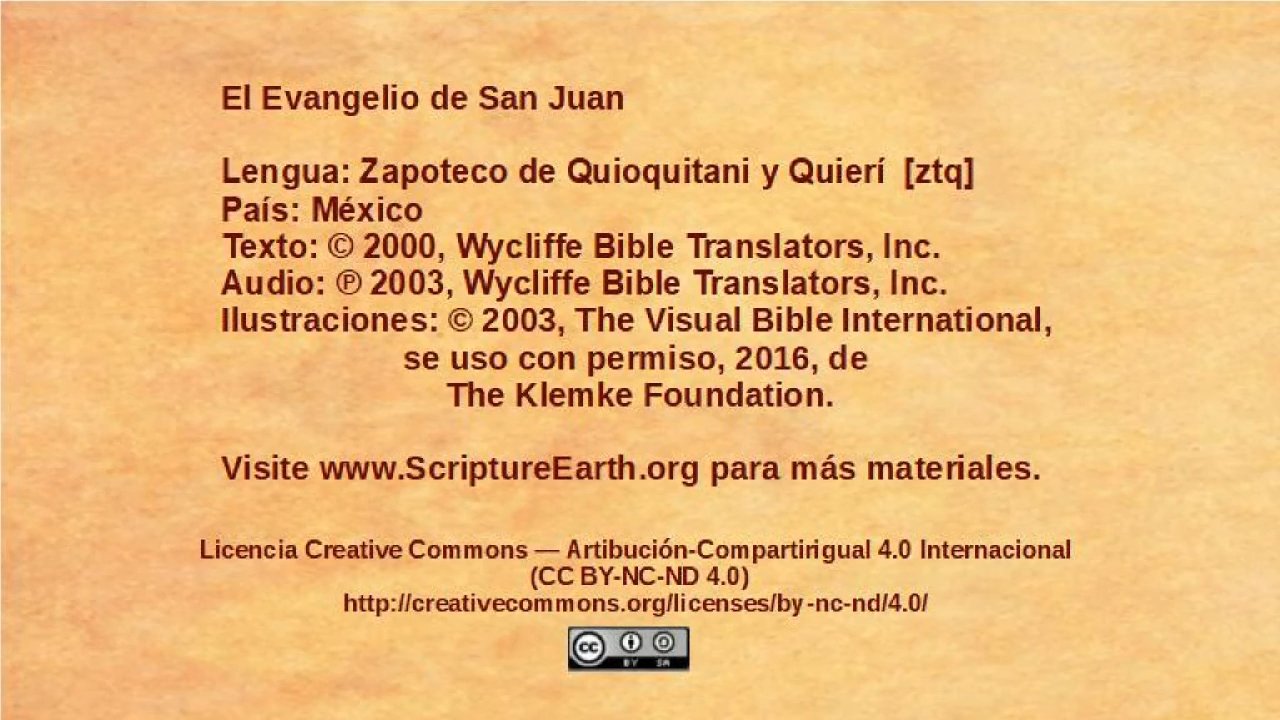 El Evangelio de San Juan
Lengua: Zapoteco de Quioquitani y Quierí [ztq]
País: México
Texto: © 2000, Wycliffe Bible Translators, Inc.
Audio: ℗ 2003, Wycliffe Bible Translators, Inc.
Ilustraciones: © 2003, The Visual Bible International,
se uso con permiso, 2016, de
The Klemke Foundation.
Visite www.ScriptureEarth.org para más materiales.
Licencia Creative Commons — Artibución-Compartirigual 4.0 Internacional
(CC BY-NC-ND 4.0)
http://creativecommons.org/licenses/by-nc-nd/4.0/
cc
BY SA